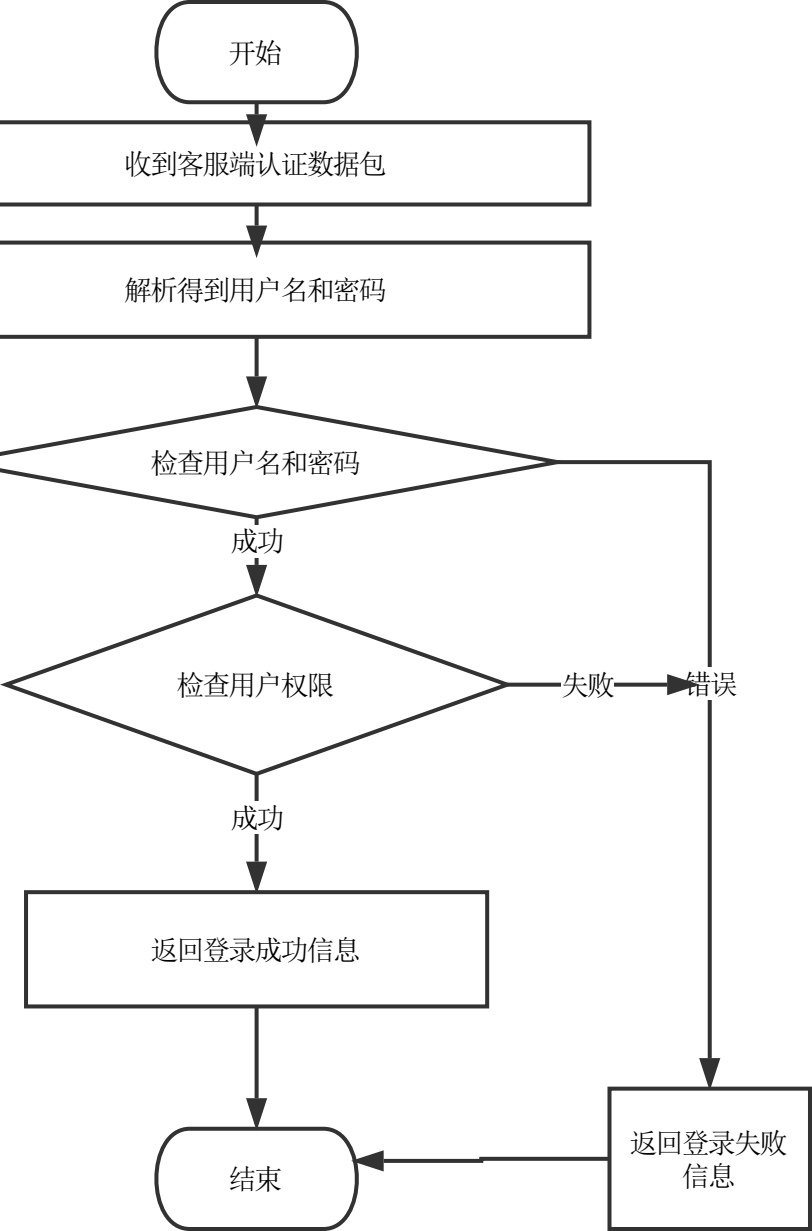 开始
收到客服端认证数据包
解析得到用户名和密码
检查用户名和密码
成功
检查用户权限
失败
错误
成功
返回登录成功信息
返回登录失败
信息
结束